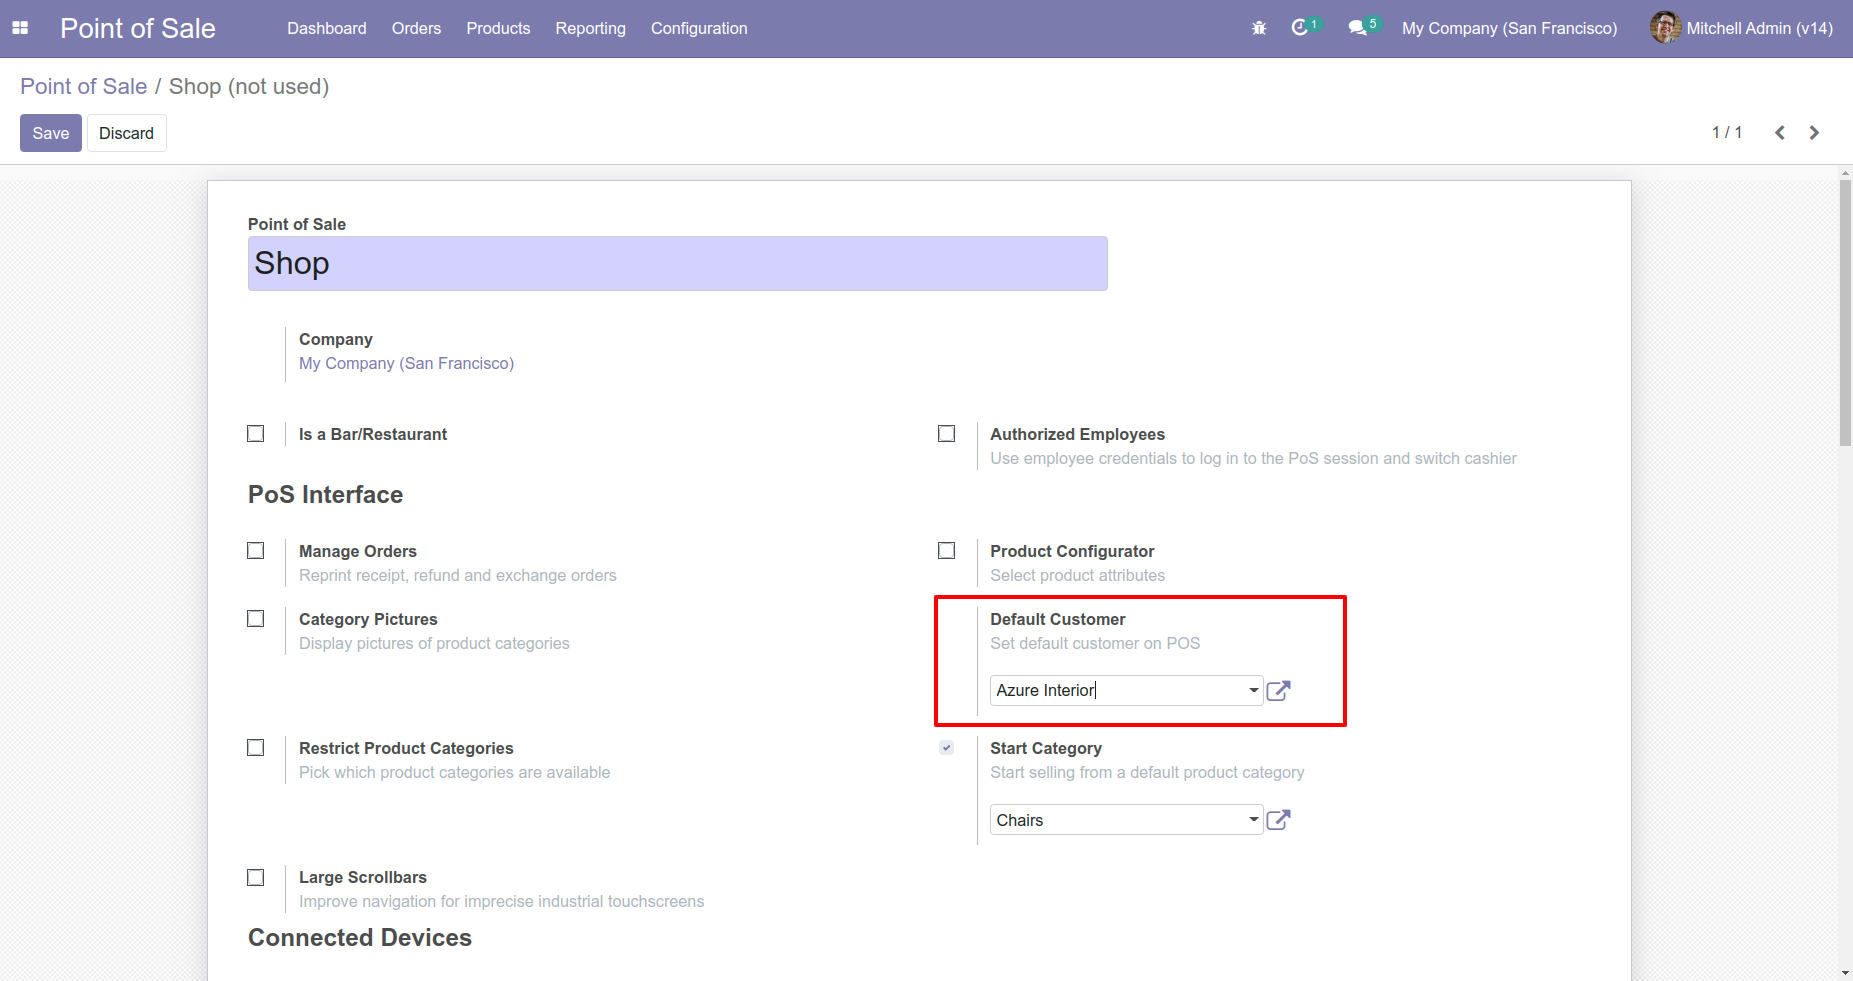 Point of Sale Dashboard Orders Products Reporting Configuration 1 5 My Company (San Francisco) Mitchell Admin (v14)
Point of Sale / Shop (not used)
Save Discard 1 / 1
Point of Sale
Shop
Company
My Company (San Francisco)
Is a Bar/Restaurant
Authorized Employees
Use employee credentials to log in to the PoS session and switch cashier
PoS Interface
Manage Orders
Reprint receipt, refund and exchange orders
Product Configurator
Select product attributes
Category Pictures
Display pictures of product categories
Default Customer
Set default customer on POS
Azure Interior
Restrict Product Categories
Pick which product categories are available
Start Category
Start selling from a default product category
Chairs
Large Scrollbars
Improve navigation for imprecise industrial touchscreens
Connected Devices